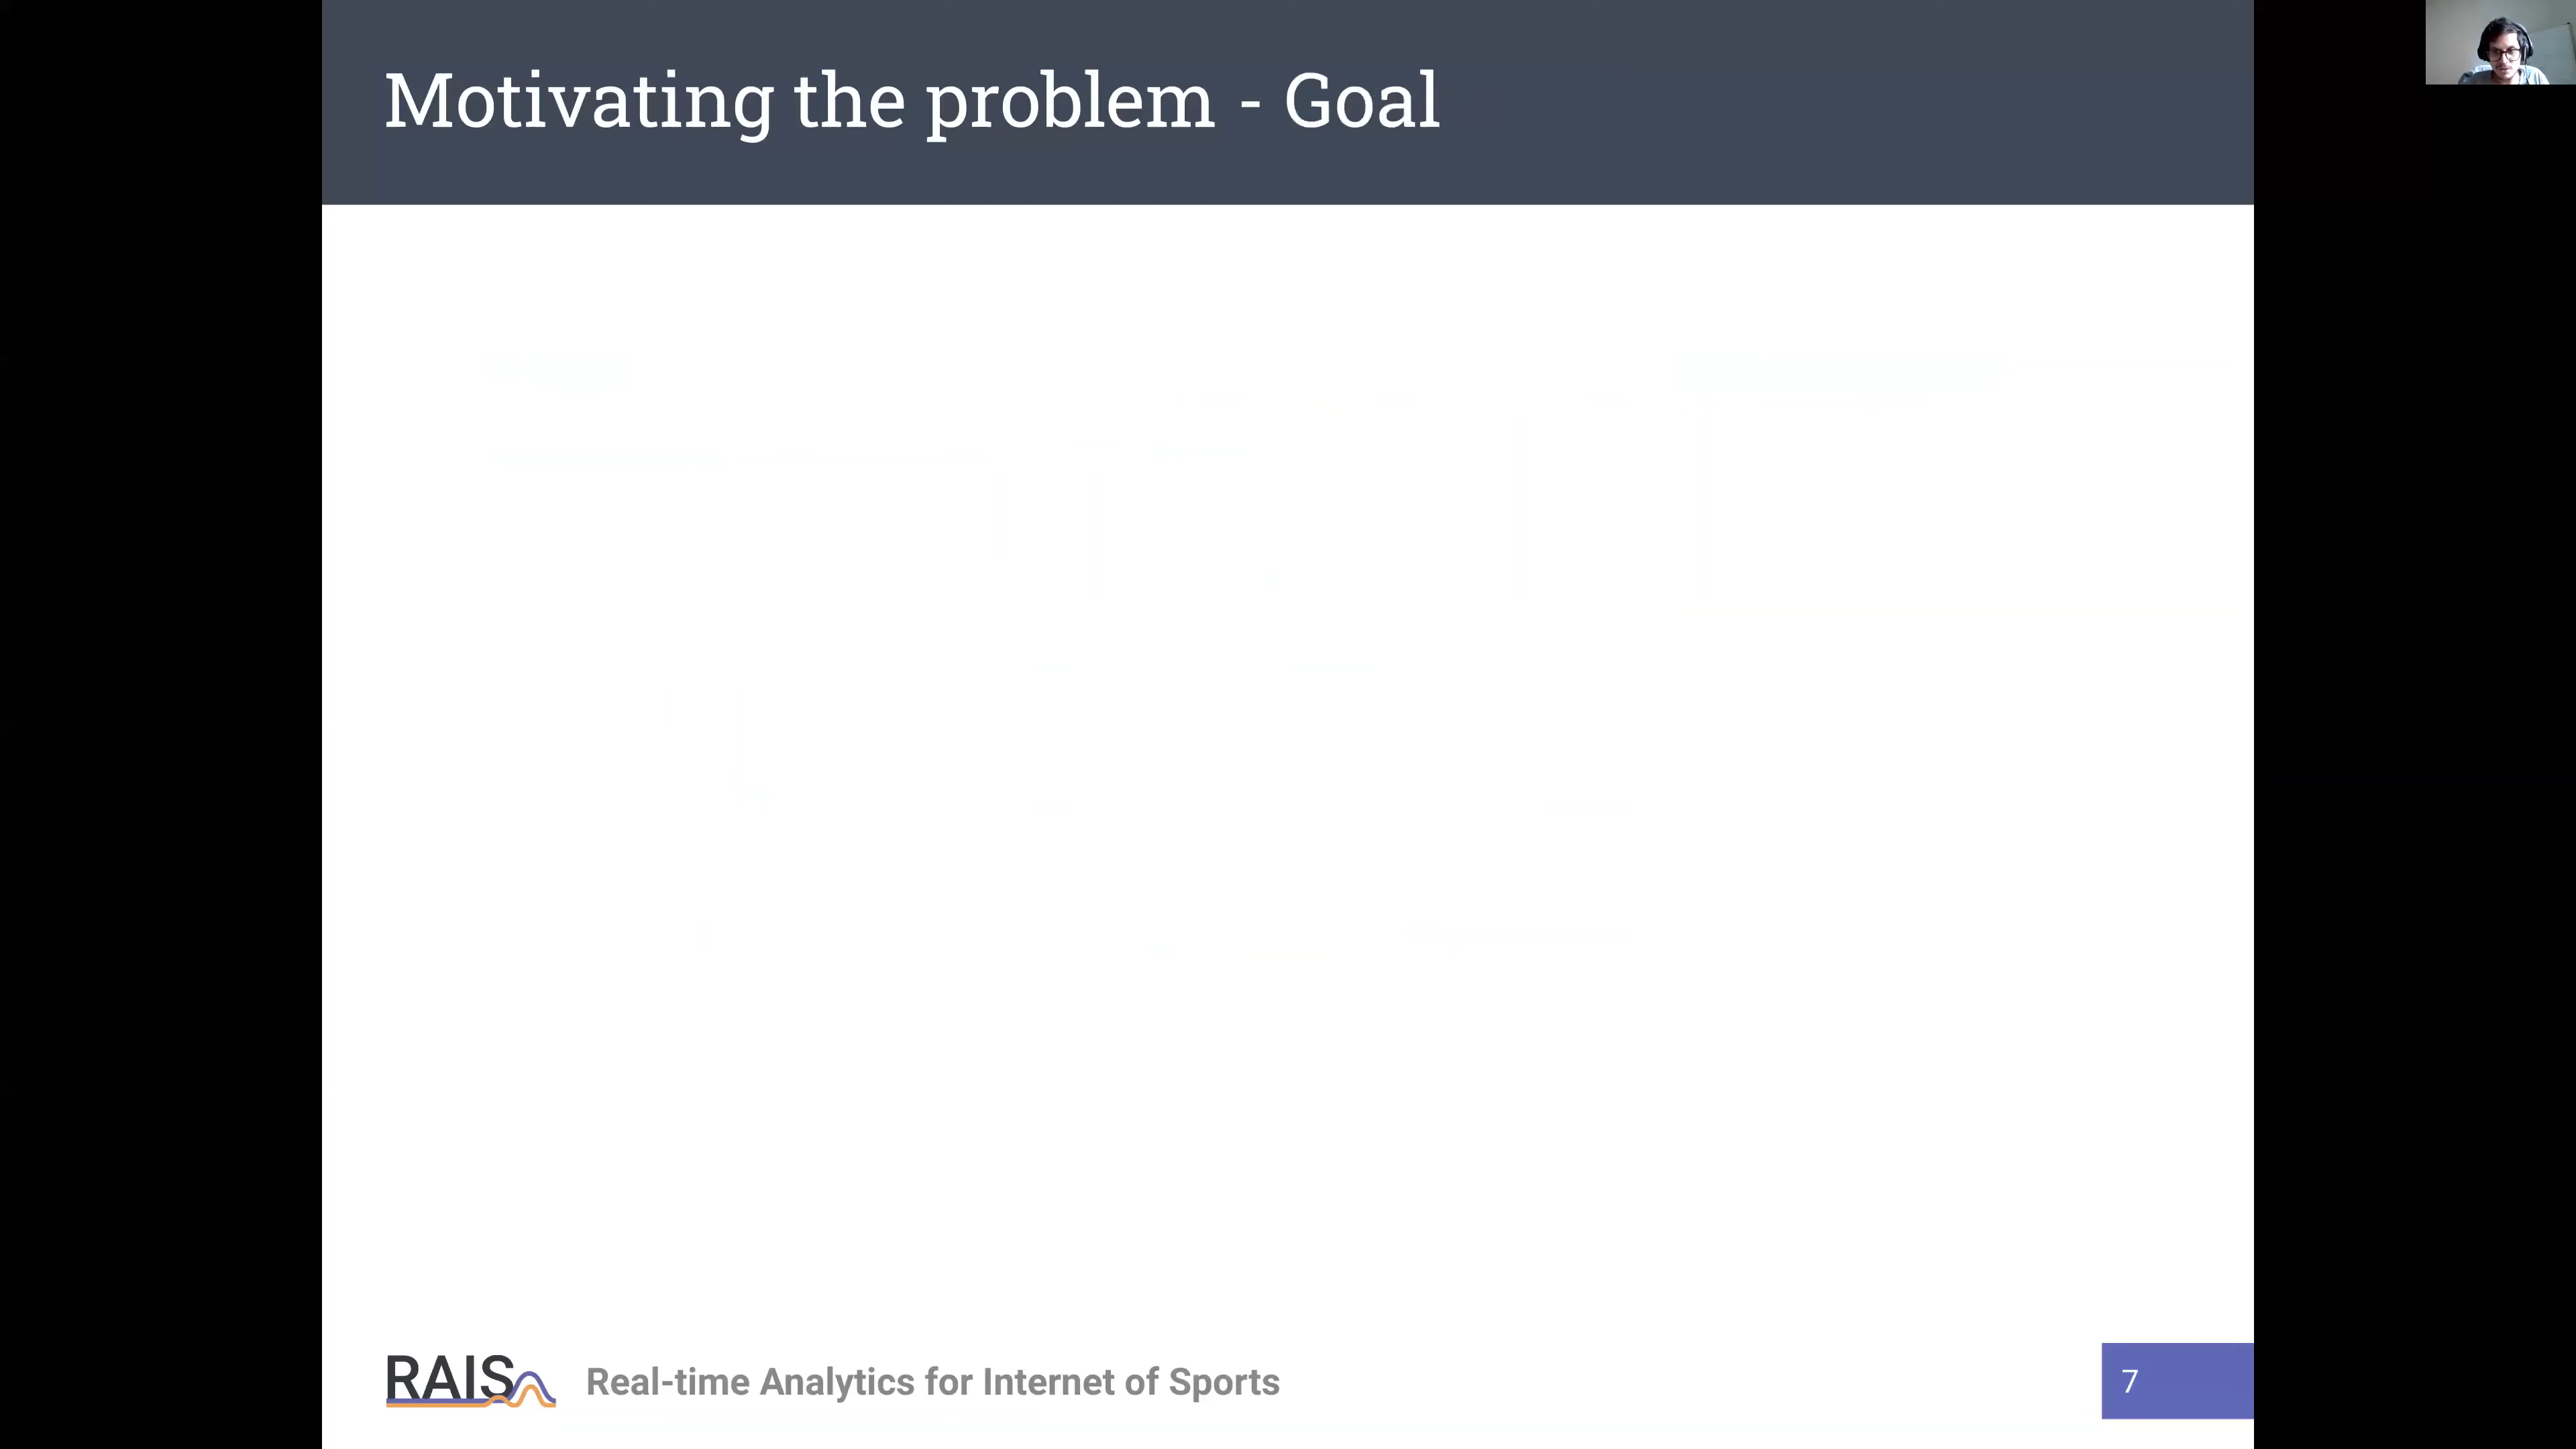 Motivating the problem - Goal
RAIS
Real-time Analytics for Internet of Sports
7